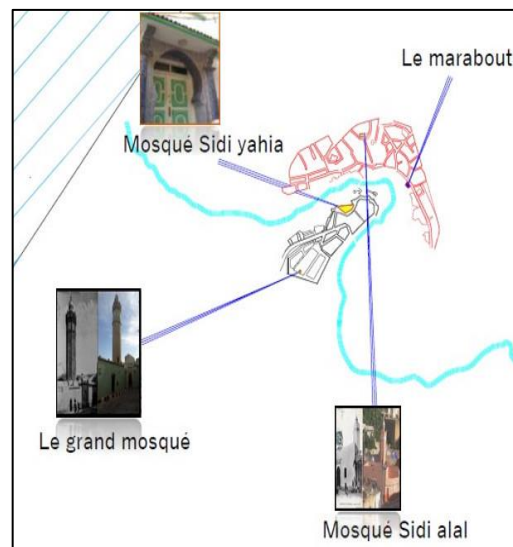 Le marabout
Mosqué Sidi yahia
Le grand mosqué
Mosqué Sidi alal